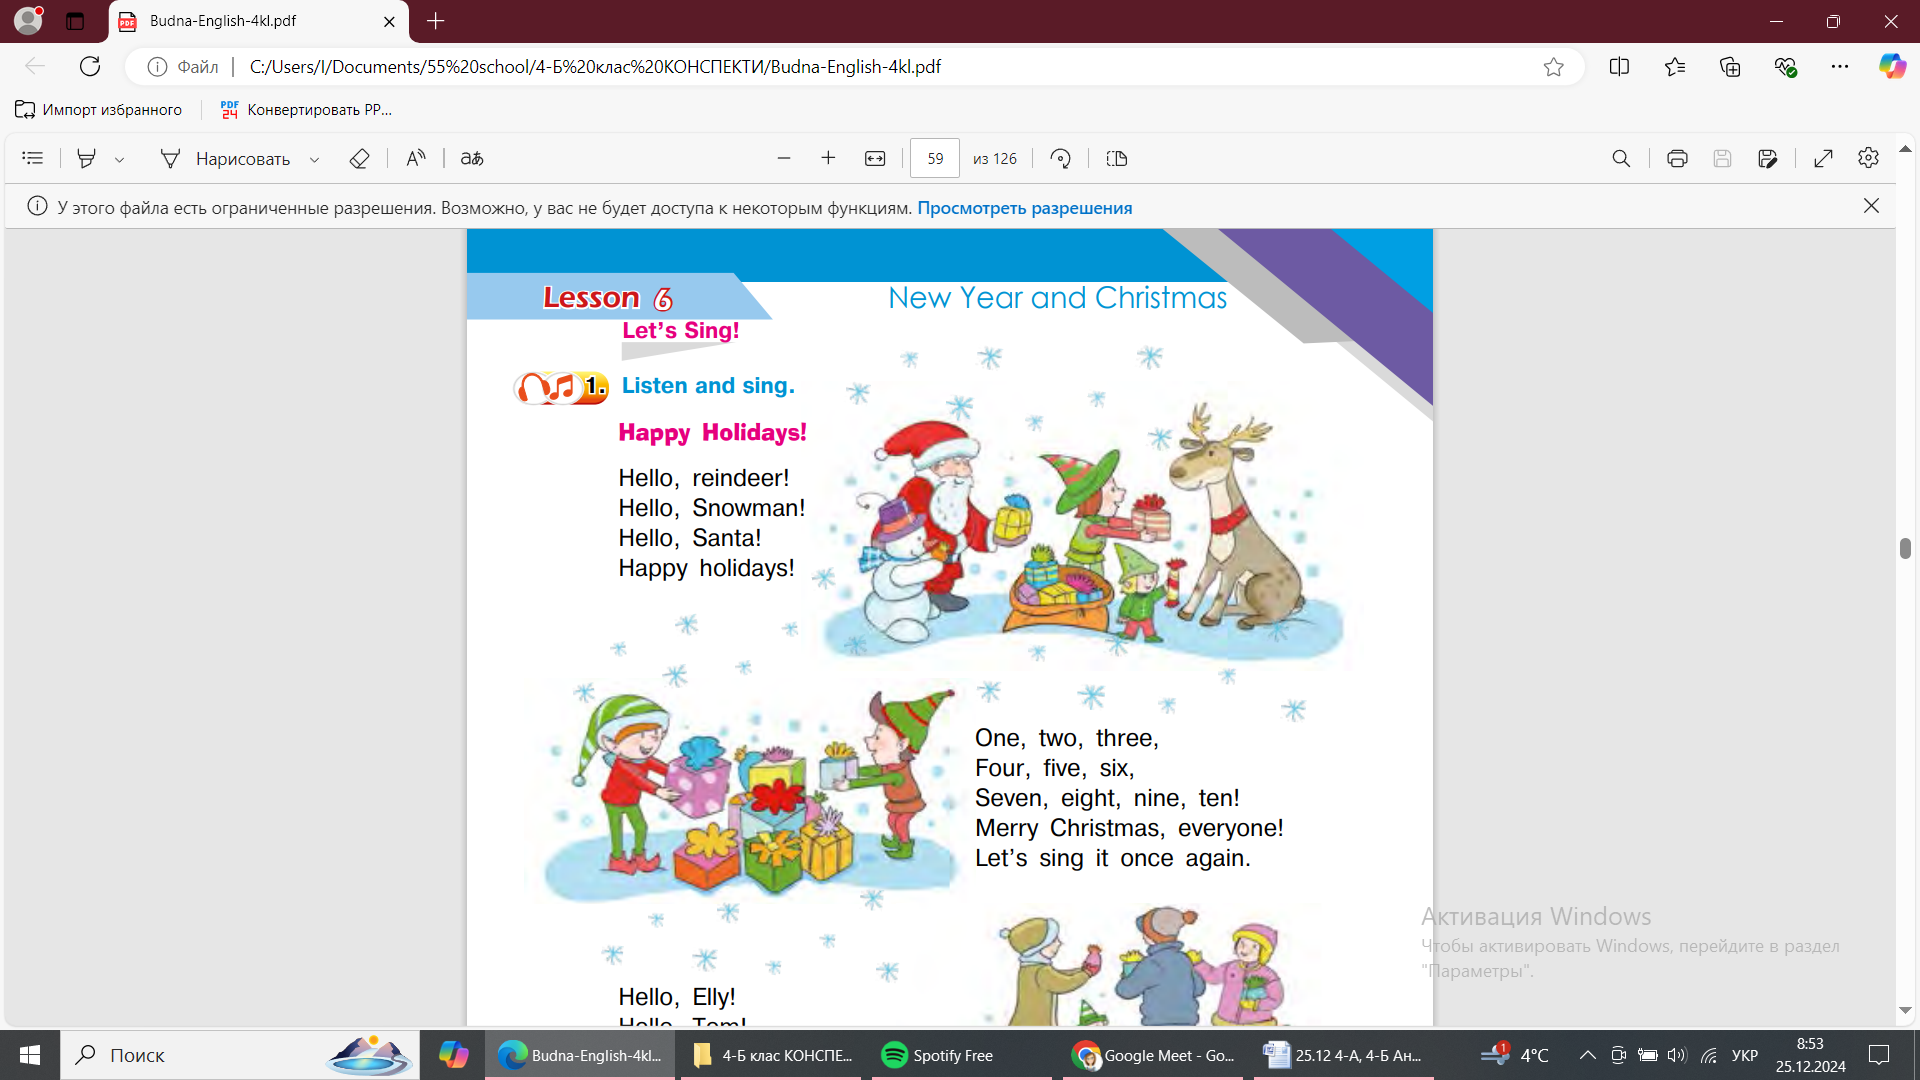 Budna-English-4kl.pdf
Файл
C:/Users/I/Documents/55%20school/4-Б%20клас%20КОНСПЕКТИ/Budna-English-4kl.pdf
Импорт избранного
PDF 24
Конвертировать PP...
Нарисовать
59
из 126
У этого файла есть ограниченные разрешения. Возможно, у вас не будет доступа к некоторым функциям. Просмотреть разрешения
Lesson 6
New Year and Christmas
Let's Sing!
1. Listen and sing.
Happy Holidays!
Hello, reindeer!
Hello, Snowman!
Hello, Santa!
Happy holidays!
One, two, three,
Four, five, six,
Seven, eight, nine, ten!
Merry Christmas, everyone!
Let's sing it once again.
Hello, Elly!
Hello, Tom!
Активация Windows
Чтобы активировать Windows, перейдите в раздел
"Параметры".
Поиск
Budna-English-4kl...
4-Б клас КОНСПЕ...
Spotify Free
Google Meet - Go...
25.12 4-А, 4-Б Ан...
1
4°C
УКР
8:53
25.12.2024